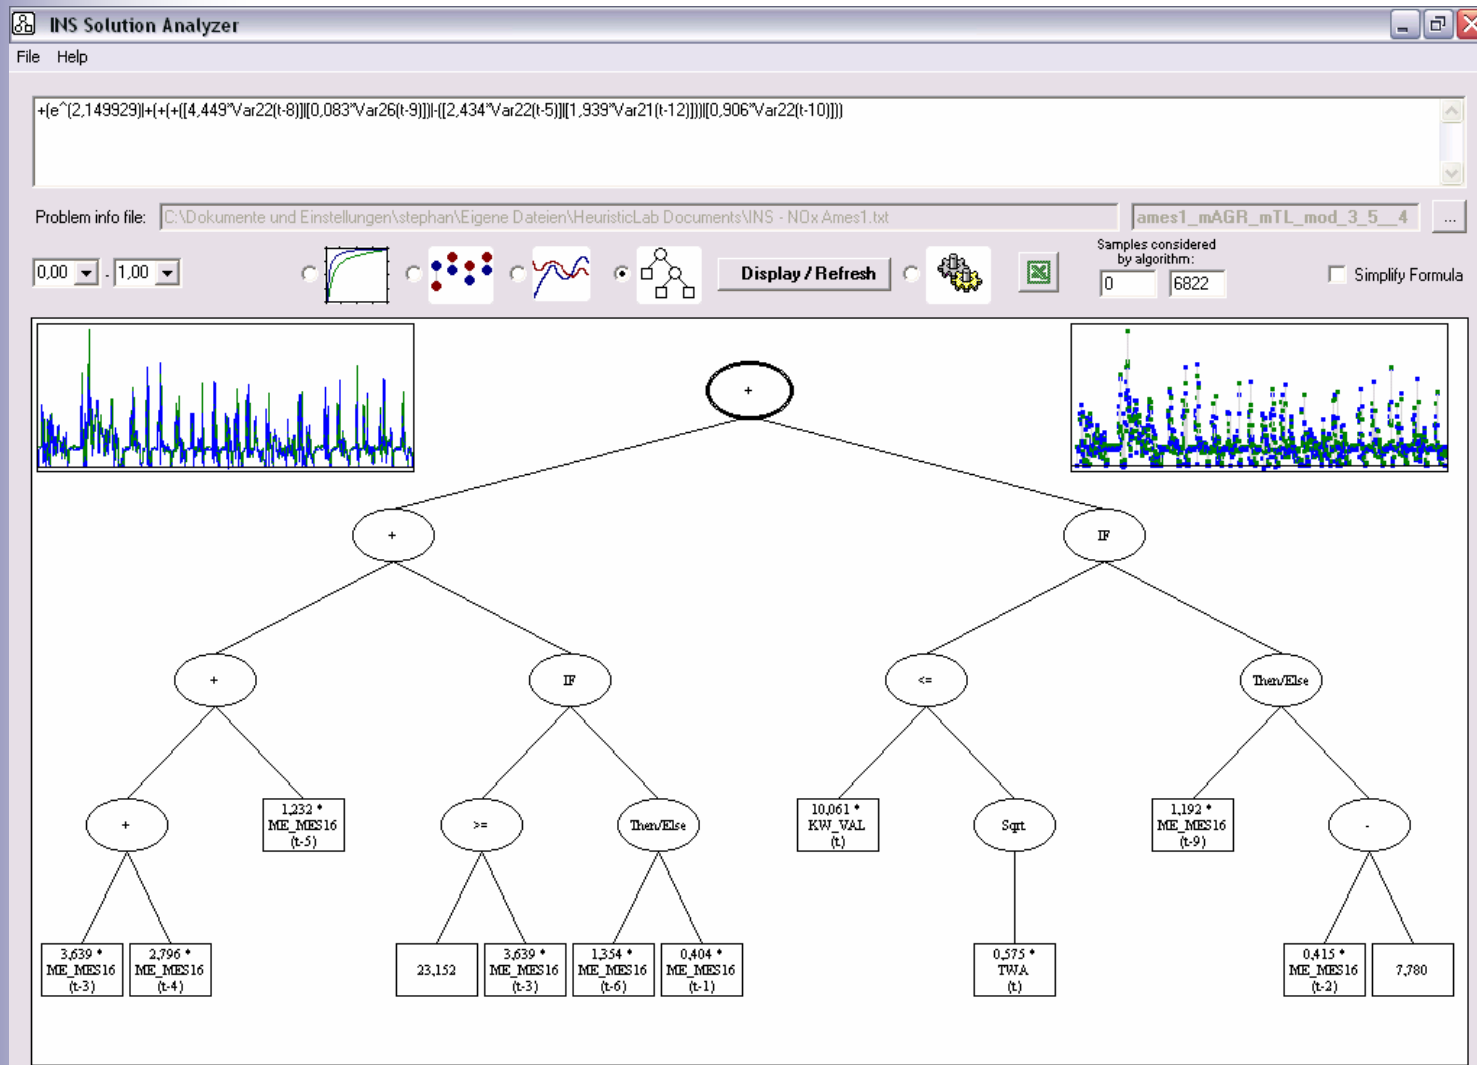 INS Solution Analyzer
File Help
+(e^(2,149929)|+(+(+([4,449*Var22(t-8)]|[0,083*Var26(t-9)])|-([2,434*Var22(t-5)]|[1,939*Var21(t-12)]))|[0,906*Var22(t-10)]))
Problem info file: C:\Dokumente und Einstellungen\stephan\Eigene Dateien\HeuristicLab Documents\INS - NOx Ames1.txt ames1_mAGR_mTL_mod_3_5__4 ...
Samples considered
by algorithm:
0,00 - 1,00 Display / Refresh 0 6822 Simplify Formula
+
+ IF
+ IF <= Then/Else
+
1,232 *
ME_MES16
(t-5)
>=
Then/Else
10,061 *
KW_VAL
(t)
Sqrt
1,192 *
ME_MES16
(t-9)
-
3,639 *
ME_MES16
(t-3)
2,796 *
ME_MES16
(t-4)
23,152
3,639 *
ME_MES16
(t-3)
1,354 *
ME_MES16
(t-6)
0,404 *
ME_MES16
(t-1)
0,575 *
TWA
(t)
0,415 *
ME_MES16
(t-2)
7,780